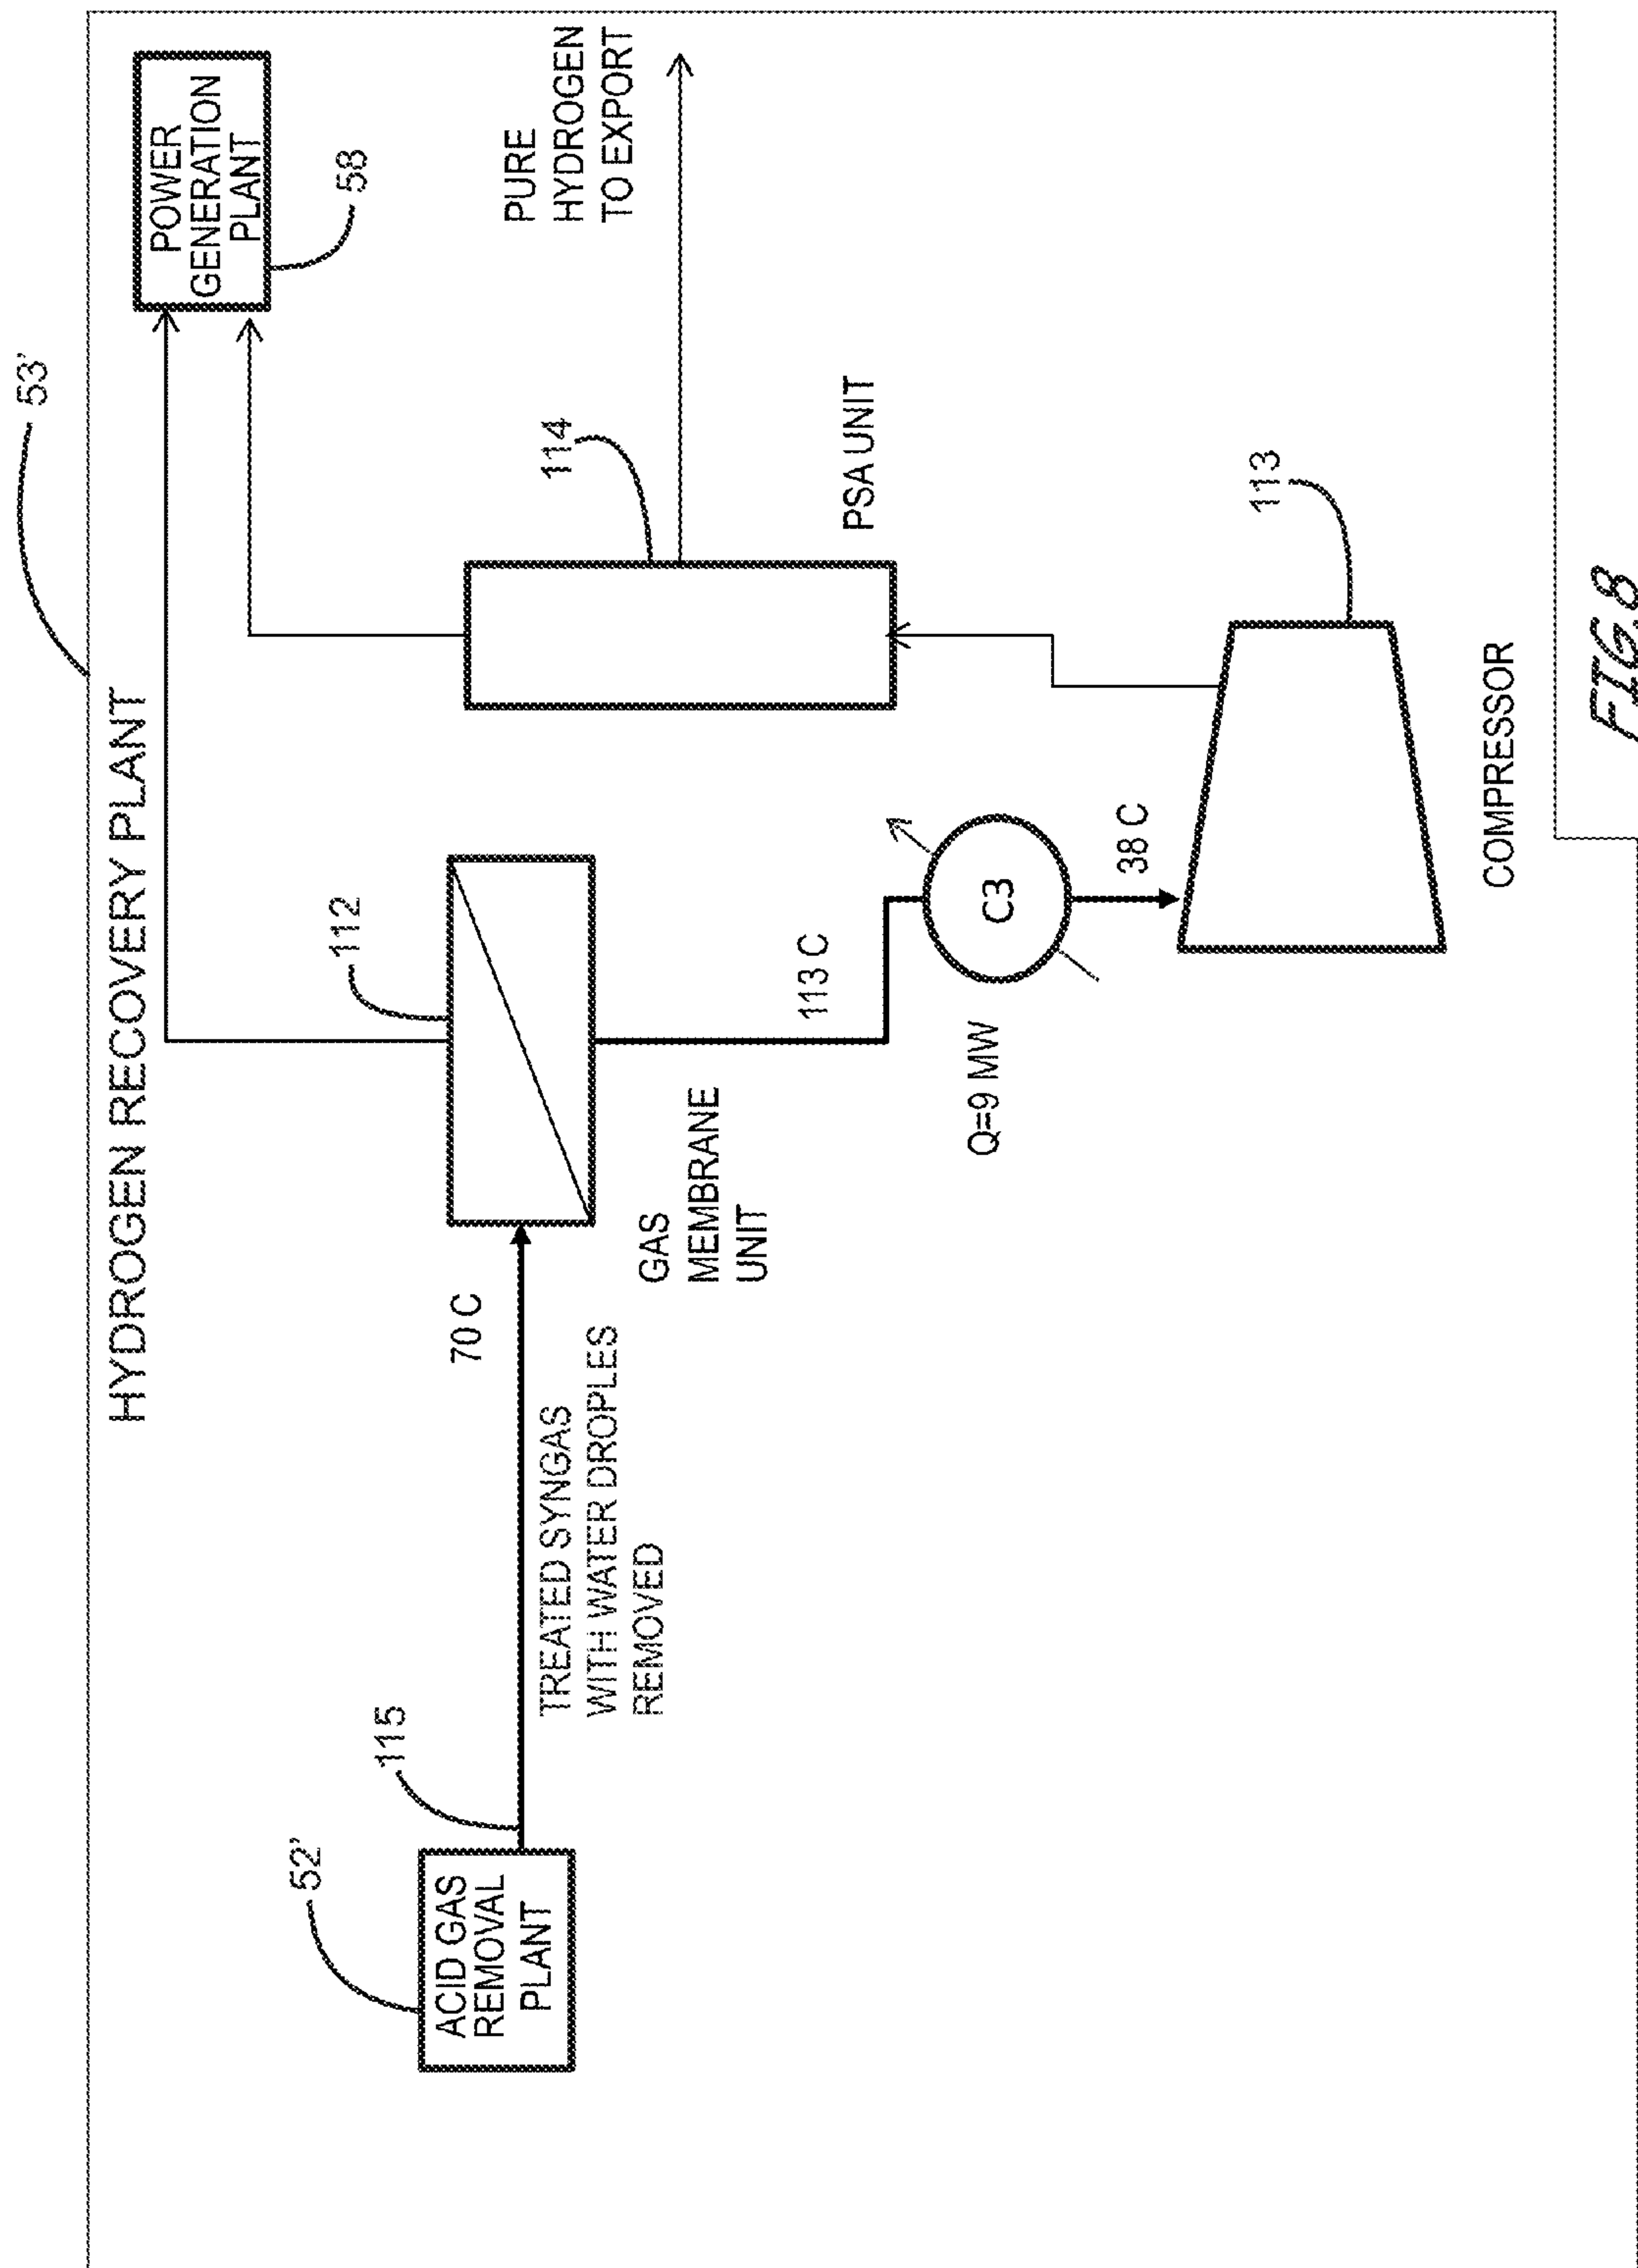 53'
HYDROGEN RECOVERY PLANT
POWER
GENERATION
PLANT
58
52'
ACID GAS
REMOVAL
PLANT
115
TREATED SYNGAS
WITH WATER DROPLES
REMOVED
70 C
112
GAS
MEMBRANE
UNIT
114
PSA UNIT
PURE
HYDROGEN
TO EXPORT
113 C
Q=9 MW
C3
38 C
113
COMPRESSOR
FIG.8